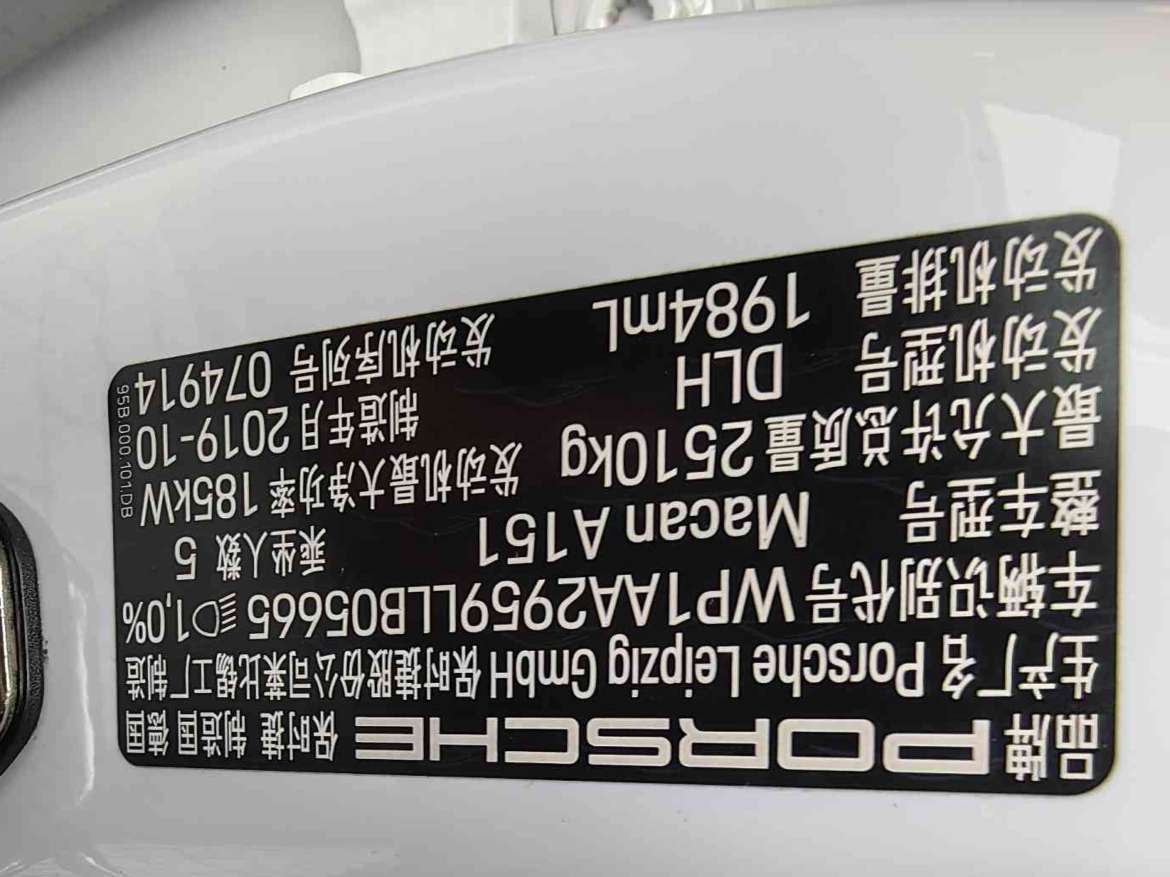 品牌 PORSCHE 保时捷 制造国 德国
生产厂名 Porsche Leipzig GmbH 保时捷股份公司莱比锡工厂制造
车辆识别代号 WP1AA2959LLB05665 1,0%
整车型号 Macan A151 乘坐人数 5
最大允许总质量 2510kg 发动机最大净功率 185kW
发动机型号 DLH 制造年月 2019-10
发动机排量 1984mL 发动机序列号 074914
95B.000.101.DB